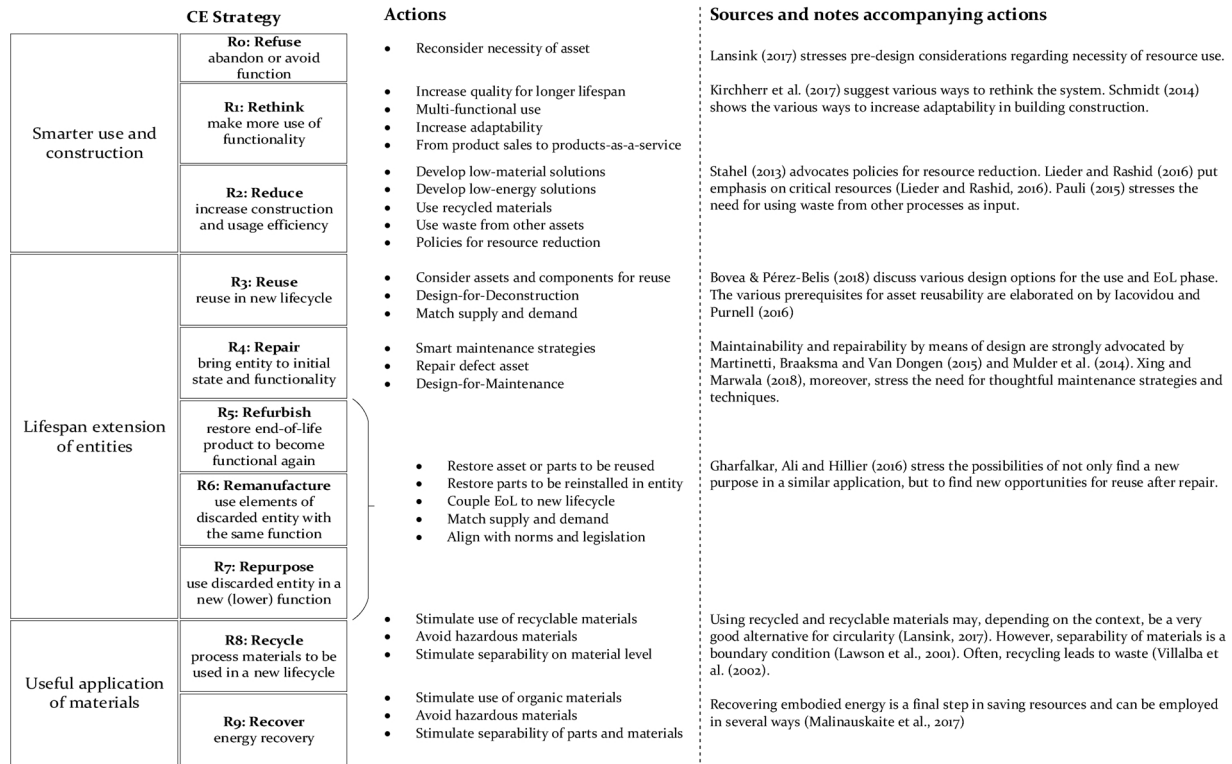 CE Strategy
Actions
Sources and notes accompanying actions
Smarter use and
construction
R0: Refuse
abandon or avoid
function
• Reconsider necessity of asset
Lansink (2017) stresses pre-design considerations regarding necessity of resource use.
R1: Rethink
make more use of
functionality
• Increase quality for longer lifespan
• Multi-functional use
• Increase adaptability
• From product sales to products-as-a-service
Kirchherr et al. (2017) suggest various ways to rethink the system. Schmidt (2014)
shows the various ways to increase adaptability in building construction.
R2: Reduce
increase construction
and usage efficiency
• Develop low-material solutions
• Develop low-energy solutions
• Use recycled materials
• Use waste from other assets
• Policies for resource reduction
Stahel (2013) advocates policies for resource reduction. Lieder and Rashid (2016) put
emphasis on critical resources (Lieder and Rashid, 2016). Pauli (2015) stresses the
need for using waste from other processes as input.
Lifespan extension
of entities
R3: Reuse
reuse in new lifecycle
• Consider assets and components for reuse
• Design-for-Deconstruction
• Match supply and demand
Bovea & Pérez-Belis (2018) discuss various design options for the use and EoL phase.
The various prerequisites for asset reusability are elaborated on by Iacovidou and
Purnell (2016)
R4: Repair
bring entity to initial
state and functionality
• Smart maintenance strategies
• Repair defect asset
• Design-for-Maintenance
Maintainability and repairability by means of design are strongly advocated by
Martinetti, Braaksma and Van Dongen (2015) and Mulder et al. (2014). Xing and
Marwala (2018), moreover, stress the need for thoughtful maintenance strategies and
techniques.
R5: Refurbish
restore end-of-life
product to become
functional again
R6: Remanufacture
use elements of
discarded entity with
the same function
R7: Repurpose
use discarded entity in a
new (lower) function
• Restore asset or parts to be reused
• Restore parts to be reinstalled in entity
• Couple EoL to new lifecycle
• Match supply and demand
• Align with norms and legislation
Gharfalkar, Ali and Hillier (2016) stress the possibilities of not only find a new
purpose in a similar application, but to find new opportunities for reuse after repair.
Useful application
of materials
R8: Recycle
process materials to be
used in a new lifecycle
• Stimulate use of recyclable materials
• Avoid hazardous materials
• Stimulate separability on material level
Using recycled and recyclable materials may, depending on the context, be a very
good alternative for circularity (Lansink, 2017). However, separability of materials is a
boundary condition (Lawson et al., 2001). Often, recycling leads to waste (Villalba et
al. (2002).
R9: Recover
energy recovery
• Stimulate use of organic materials
• Avoid hazardous materials
• Stimulate separability of parts and materials
Recovering embodied energy is a final step in saving resources and can be employed
in several ways (Malinauskaite et al., 2017)